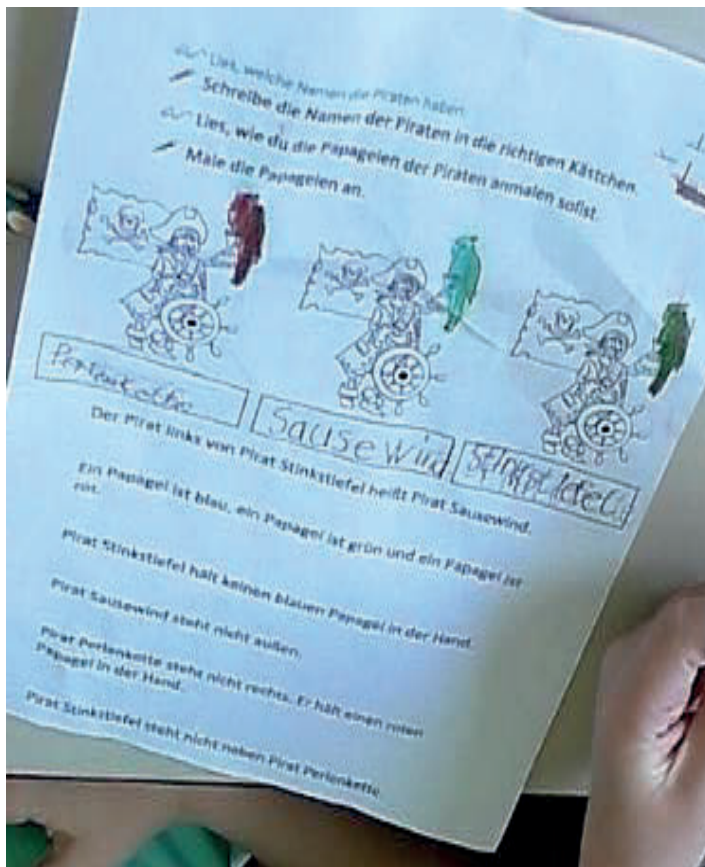 Lies, welche Namen die Piraten haben
Schreibe die Namen der Piraten in die richtigen Kästchen.
Lies, wie du die Papageien der Piraten anmalen sollst.
Male die Papageien an.
Perlenkette
Sausewin
Der Pirat links von Pirat Stinkstiefel heißt Pirat Sausewind.
Ein Papagei ist blau, ein Papagei ist grün und ein Papagei ist
rot.
Pirat Stinkstiefel hält keinen blauen Papagei in der Hand.
Pirat Sausewind steht nicht außen.
Pirat Perlenkette steht nicht rechts. Er hält einen roten
Papagei in der Hand.
Pirat Stinkstiefel steht nicht neben Pirat Perlenkette